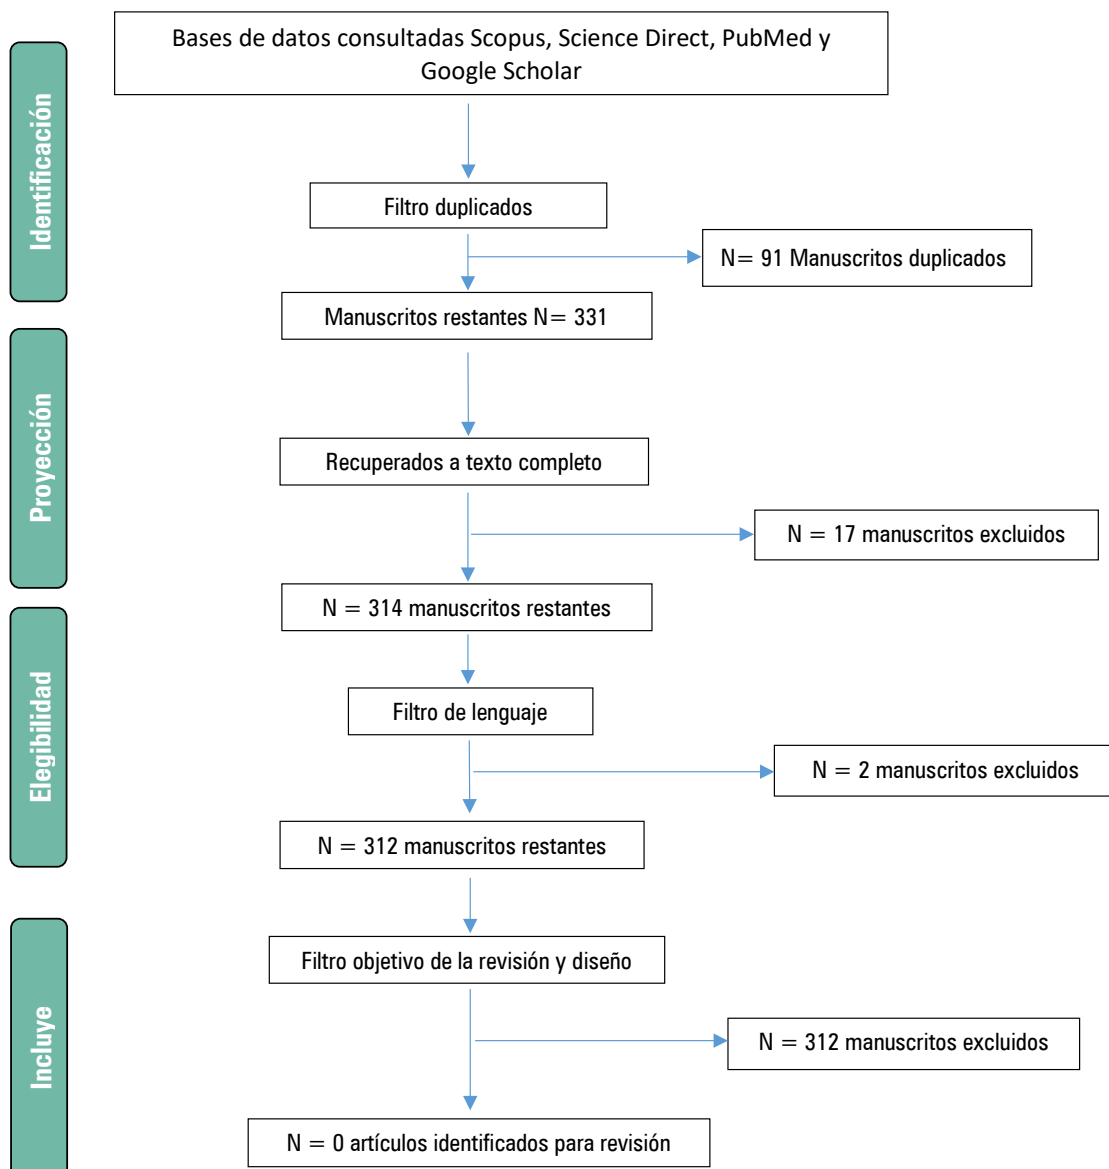 Bases de datos consultadas Scopus, Science Direct, PubMed y
Google Scholar
Identificación
Filtro duplicados
N= 91 Manuscritos duplicados
Manuscritos restantes N= 331
Proyección
Recuperados a texto completo
N = 17 manuscritos excluidos
N = 314 manuscritos restantes
Elegibilidad
Filtro de lenguaje
N = 2 manuscritos excluidos
N = 312 manuscritos restantes
Incluye
Filtro objetivo de la revisión y diseño
N = 312 manuscritos excluidos
N = 0 artículos identificados para revisión